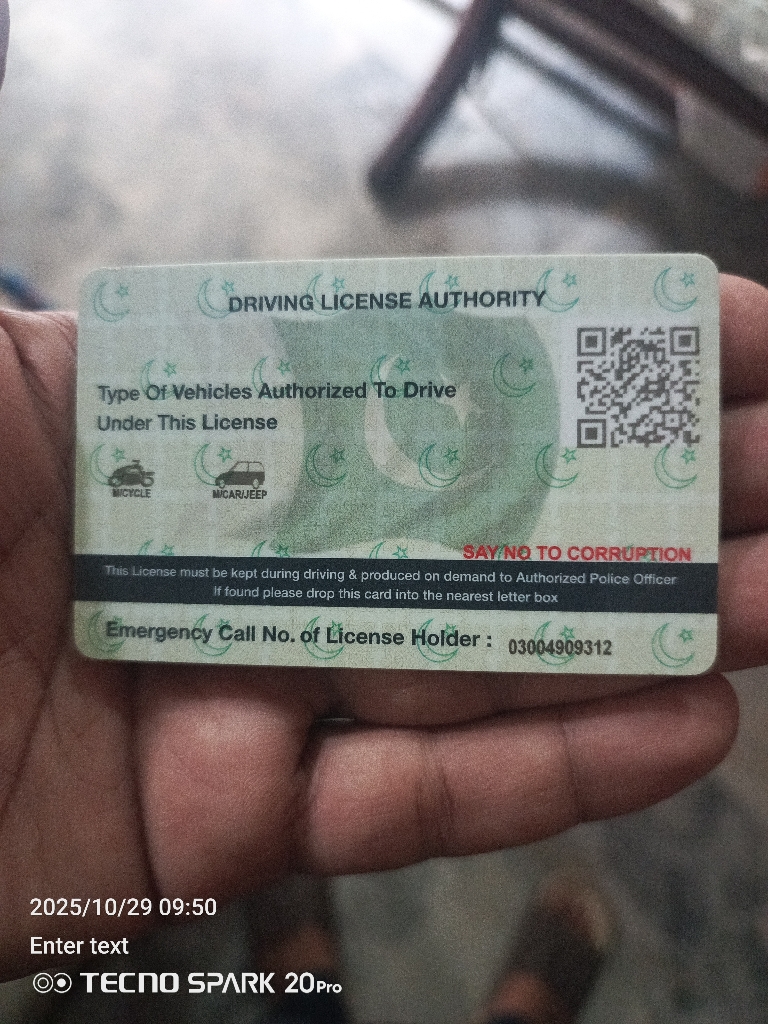 DRIVING LICENSE AUTHORITY
Type Of Vehicles Authorized To Drive
Under This License
M/CYCLE
M/CAR/JEEP
SAY NO TO CORRUPTION
This License must be kept during driving & produced on demand to Authorized Police Officer
If found please drop this card into the nearest letter box
Emergency Call No. of License Holder : 03004909312
2025/10/29 09:50
Enter text
TECNO SPARK 20Pro